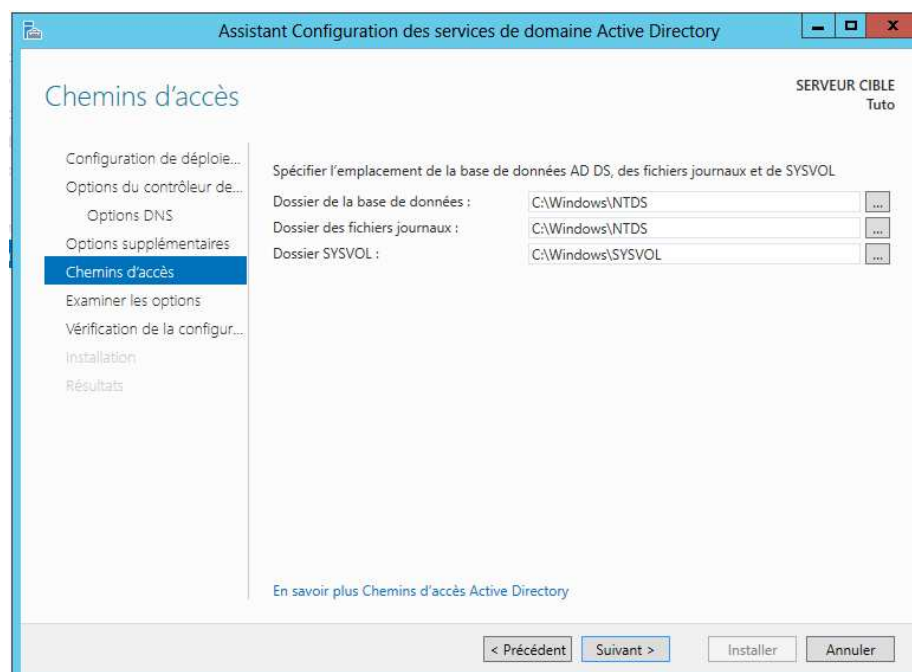 Assistant Configuration des services de domaine Active Directory
Chemins d'accès
SERVEUR CIBLE
Tuto
Configuration de déploie...
Options du contrôleur de...
Options DNS
Options supplémentaires
Chemins d'accès
Examiner les options
Vérification de la configur...
Installation
Résultats
Spécifier l'emplacement de la base de données AD DS, des fichiers journaux et de SYSVOL
Dossier de la base de données : C:\Windows\NTDS ...
Dossier des fichiers journaux : C:\Windows\NTDS ...
Dossier SYSVOL : C:\Windows\SYSVOL ...
En savoir plus Chemins d'accès Active Directory
< Précédent Suivant > Installer Annuler